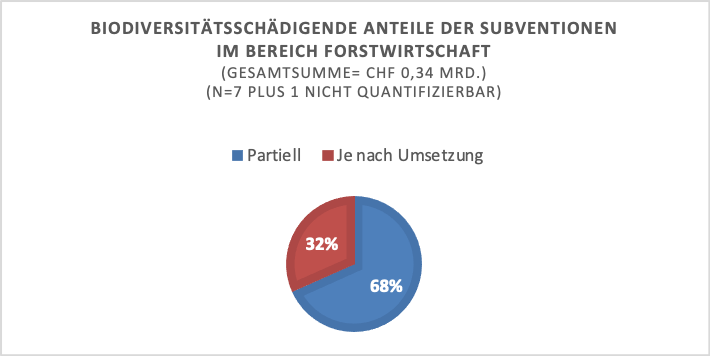 BIODIVERSITÄTSSCHÄDIGENDE ANTEILE DER SUBVENTIONEN
IM BEREICH FORSTWIRTSCHAFT
(GESAMTSUMME= CHF 0,34 MRD.)
(N=7 PLUS 1 NICHT QUANTIFIZIERBAR)
Partiell Je nach Umsetzung
32%
68%